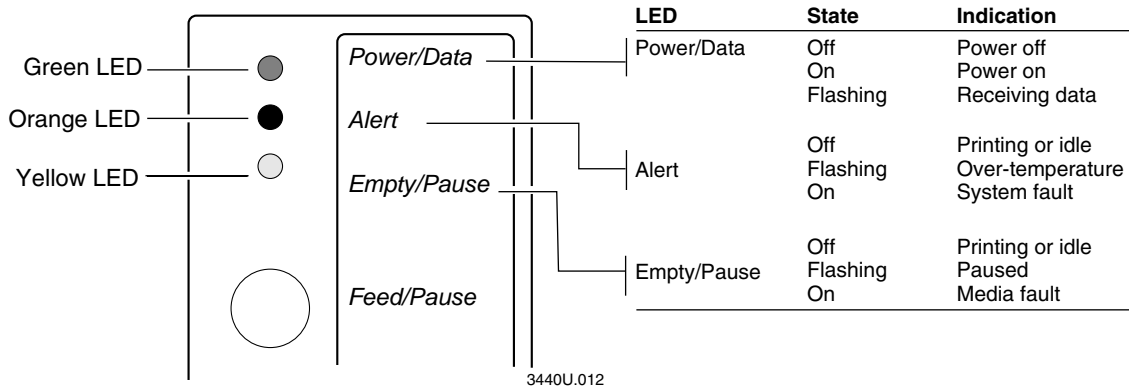 Green LED
Orange LED
Yellow LED
Power/Data
Alert
Empty/Pause
Feed/Pause
LED State Indication
Power/Data Off Power off
On Power on
Flashing Receiving data
Off Printing or idle
Alert Flashing Over-temperature
On System fault
Off Printing or idle
Empty/Pause Flashing Paused
On Media fault
3440U.012